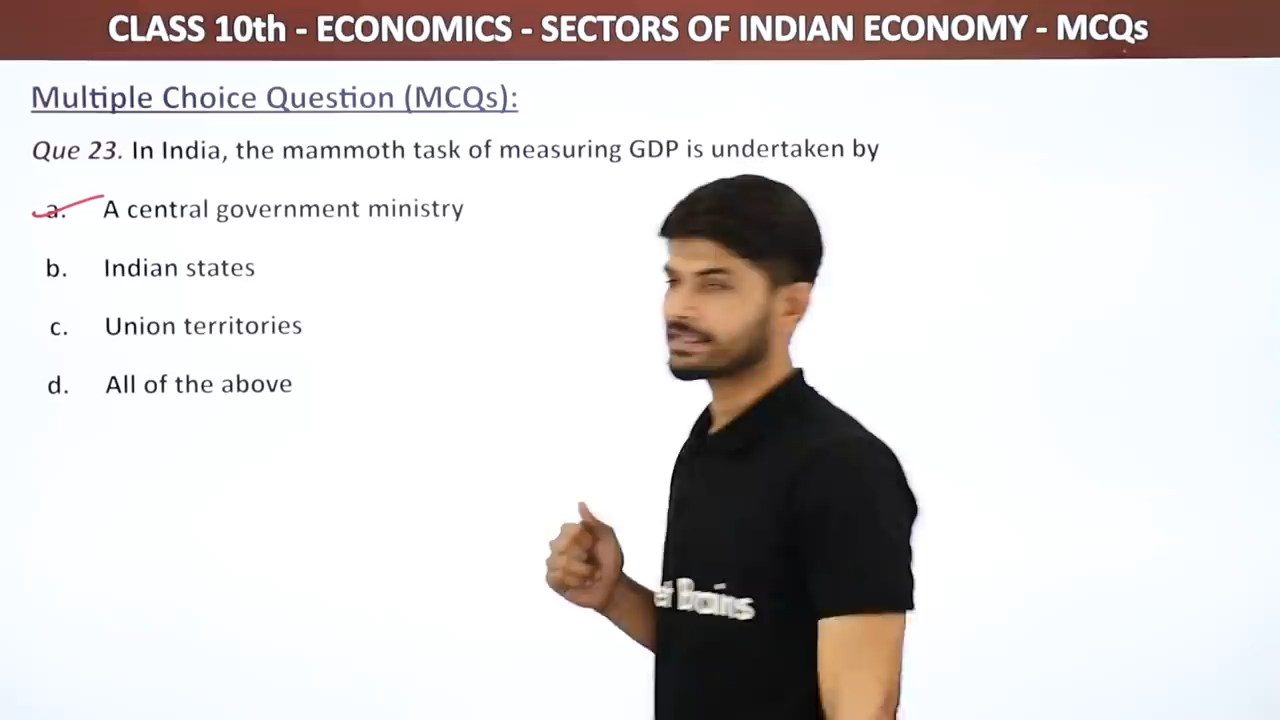 CLASS 10th - ECONOMICS - SECTORS OF INDIAN ECONOMY - MCQs
Multiple Choice Question (MCQs):
Que 23. In India, the mammoth task of measuring GDP is undertaken by
a. A central government ministry
b. Indian states
c. Union territories
d. All of the above
Brains